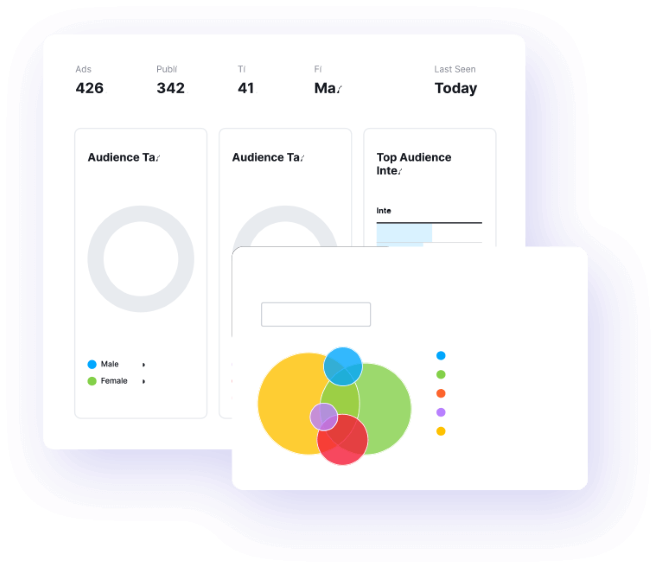 Ads
Publ
Ti
Fi
Last Seen
426
342
41
Ma
Today
Audience Ta
Audience Ta
Top Audience
Inte
Inte
Male
Female